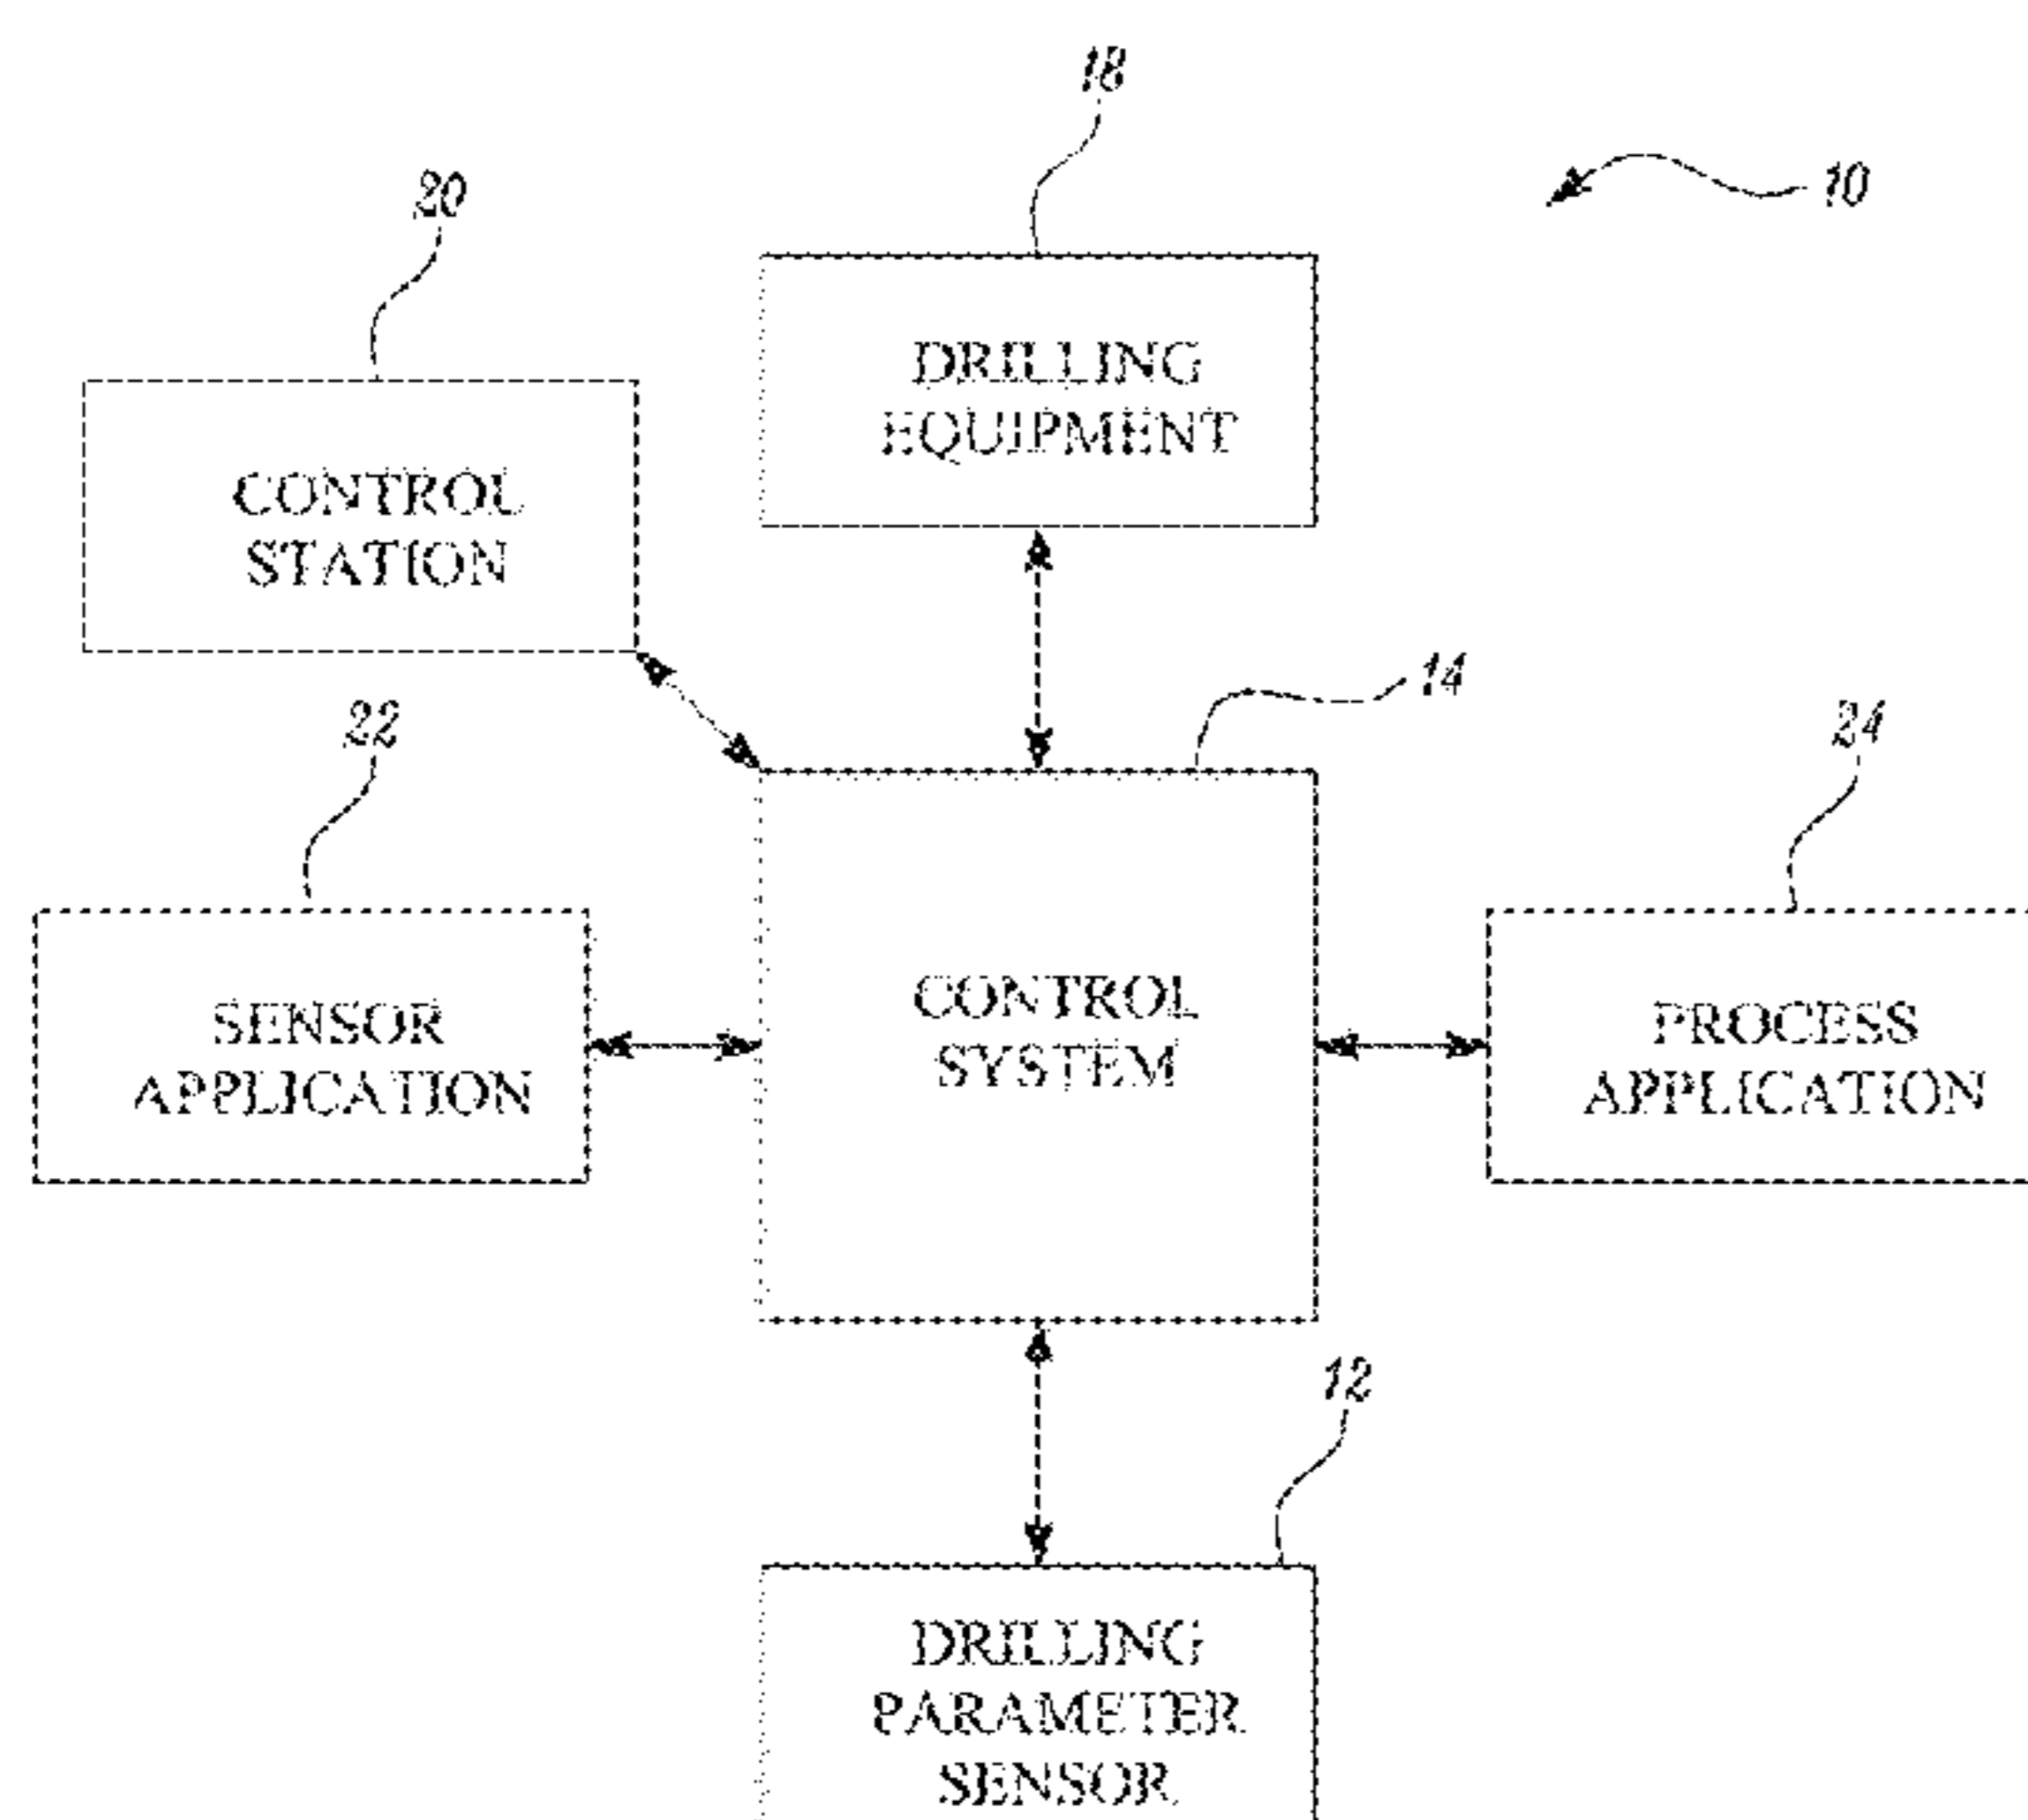 18
10
20
DRILLING
EQUIPMENT
CONTROL
STATION
14
22
24
CONTROL
SYSTEM
SENSOR
APPLICATION
PROCESS
APPLICATION
12
DRILLING
PARAMETER
SENSOR